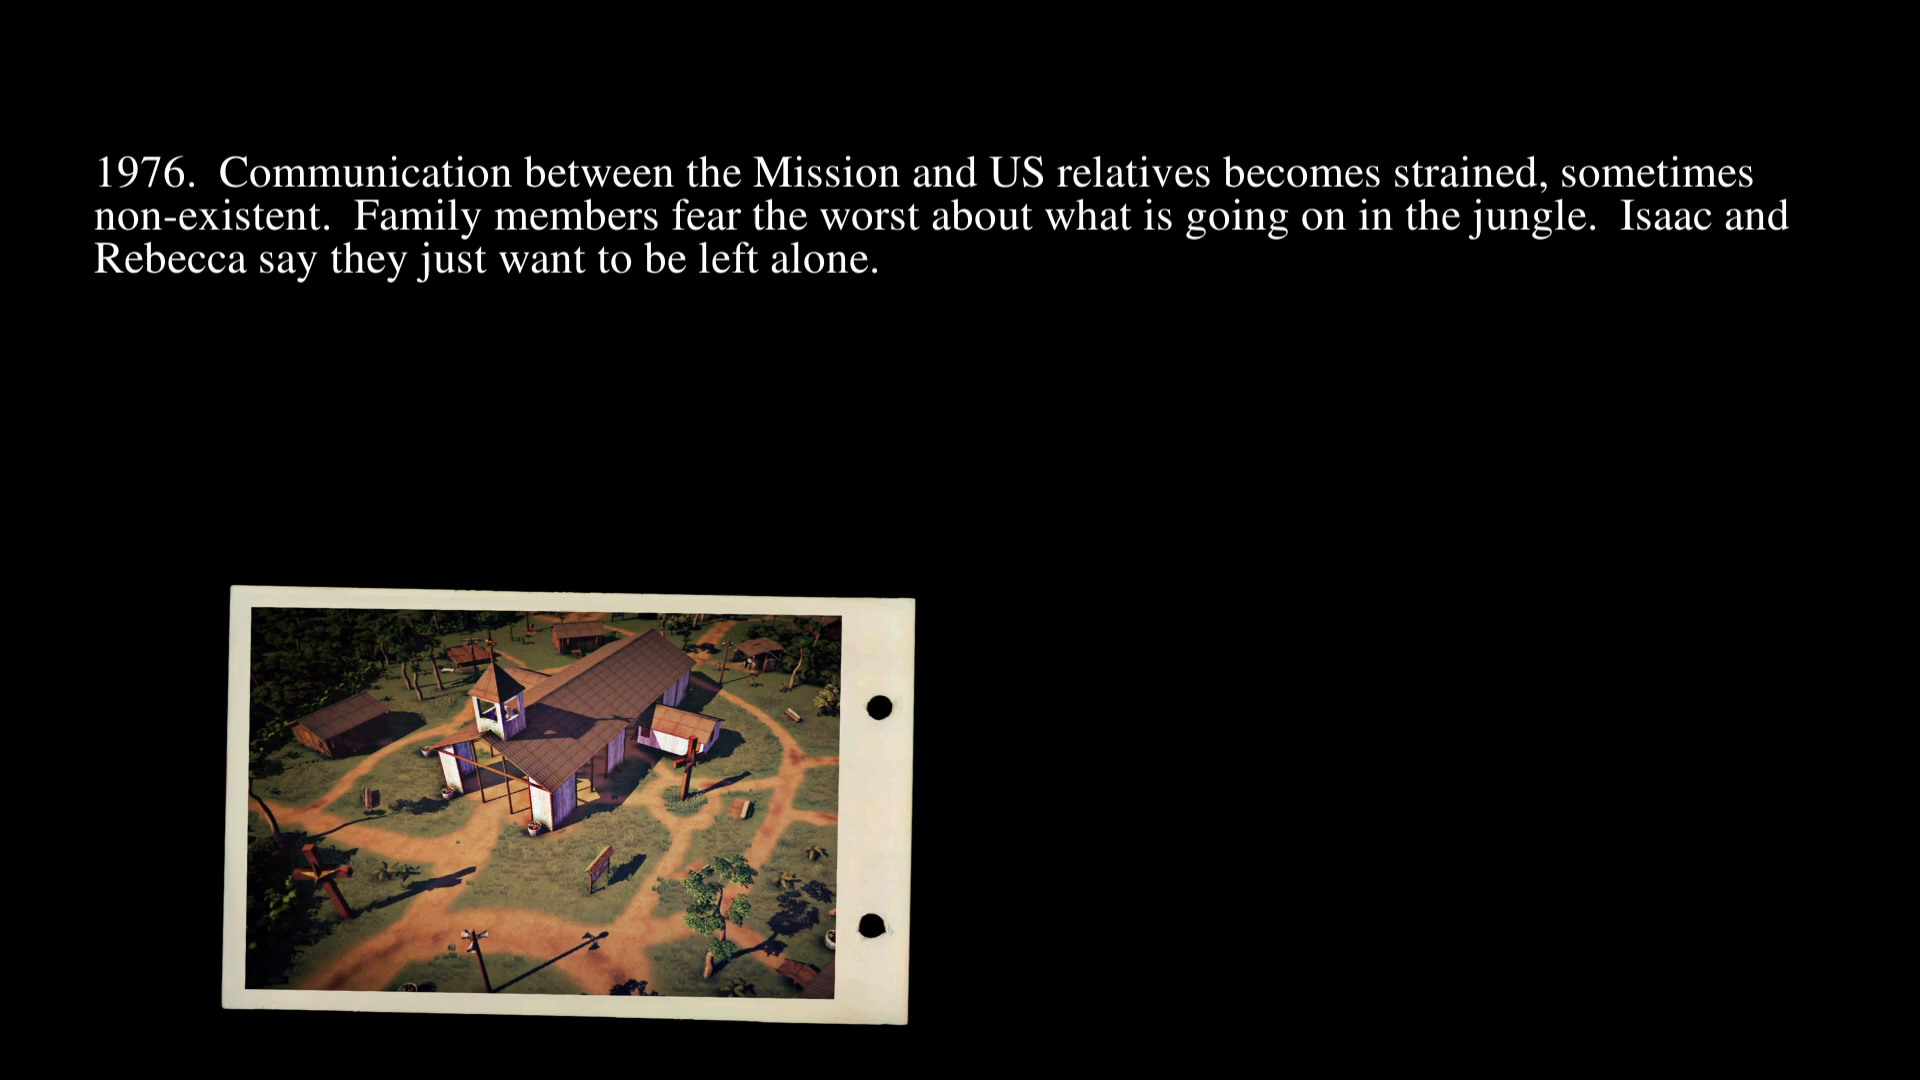 1976.  Communication between the Mission and US relatives becomes strained, sometimes
non-existent.  Family members fear the worst about what is going on in the jungle.  Isaac and
Rebecca say they just want to be left alone.